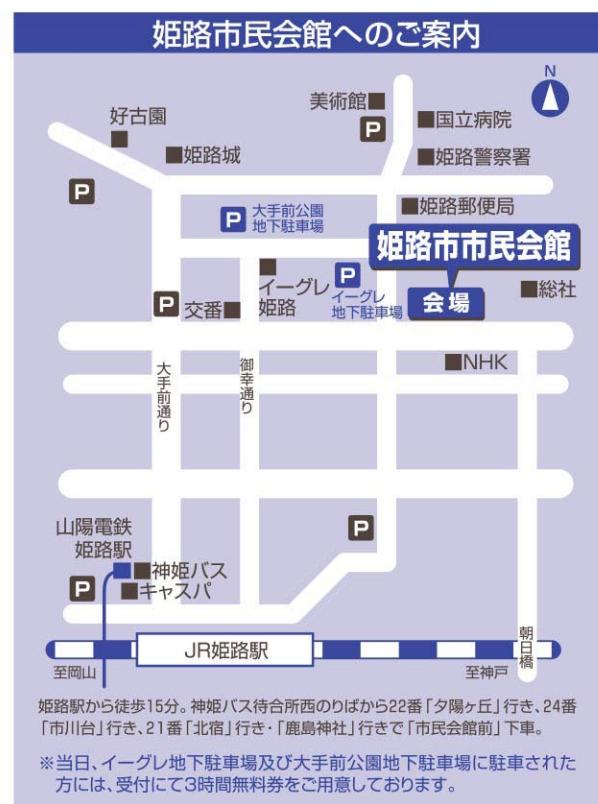 姫路市民会館へのご案内
N
美術館■
P
■国立病院
好古園
■
■姫路城
■姫路警察署
P
P 大手前公園
地下駐車場
■姫路郵便局
姫路市市民会館
会場
■総社
■
イーグレ
姫路
P
イーグレ
地下駐車場
P
交番■
■NHK
大手前通り
御幸通り
P
山陽電鉄
姫路駅
■■神姫バス
■キャスパ
P
JR姫路駅
朝日橋
至岡山
至神戸
姫路駅から徒歩15分。神姫バス待合所西のりばから22番「夕陽ヶ丘」行き、24番
「市川台」行き、21番「北宿」行き・「鹿島神社」行きで「市民会館前」下車。
※当日、イーグレ地下駐車場及び大手前公園地下駐車場に駐車された
方には、受付にて3時間無料券をご用意しております。